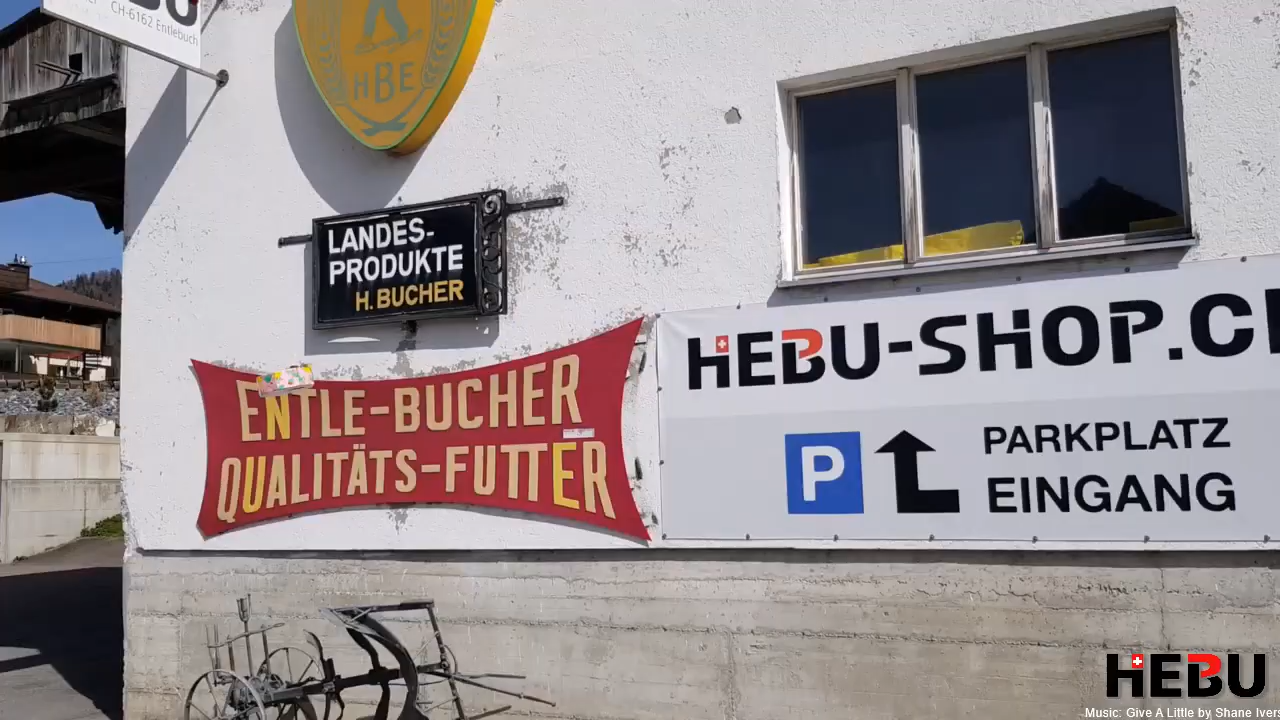 HEBU
CH-6162 Entlebuch
HBE
LANDES-
PRODUKTE
H. BUCHER
ENTLE-BUCHER
QUALITÄTS-FUTTER
HEBU-SHOP.C
P
PARKPLATZ
EINGANG
HEBU
Music: Give A Little by Shane Ivers